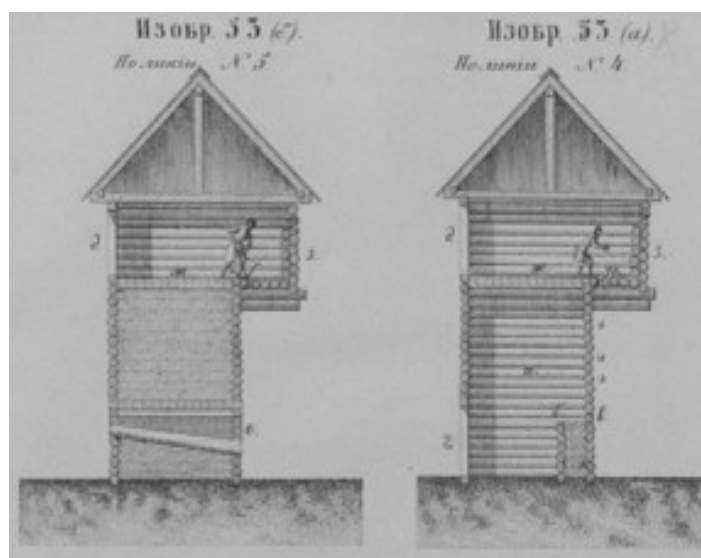 Изобр. 53 (б).
По линіи № 5.
Изобр. 53. (а).
По линіи № 4.
д
з.
ж
е.
д
з.
ж
г